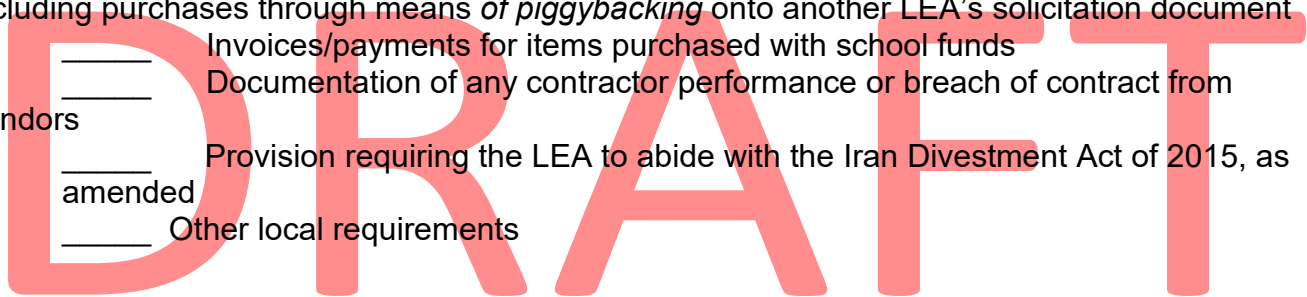 cluding purchases through means of piggybacking onto another LEA's solicitation document
_____ Invoices/payments for items purchased with school funds
_____ Documentation of any contractor performance or breach of contract from
ndors
_____ Provision requiring the LEA to abide with the Iran Divestment Act of 2015, as
amended
_____ Other local requirements
DRAFT